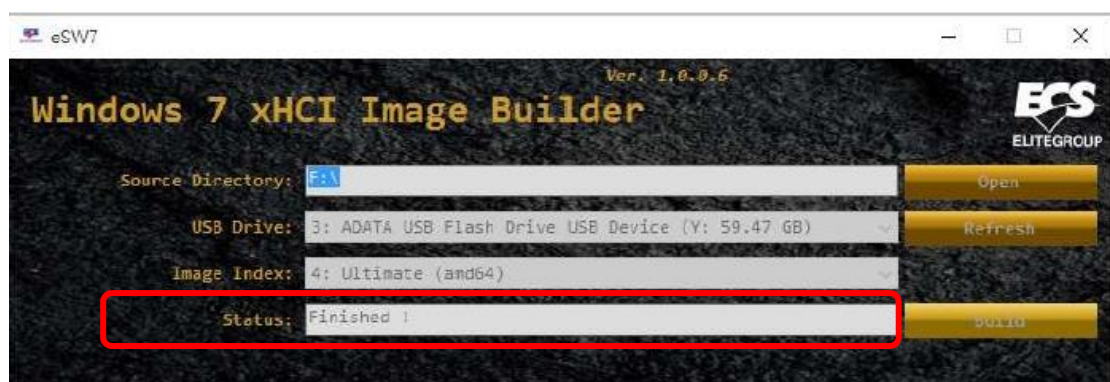 eSW7
Ver. 1.0.0.6
Windows 7 xHCI Image Builder
ECS
ELITEGROUP
Source Directory: F:\ Open
USB Drive: 3: ADATA USB Flash Drive USB Device (Y: 59.47 GB) Refresh
Image Index: 4: Ultimate (amd64)
Status: Finished ! Build